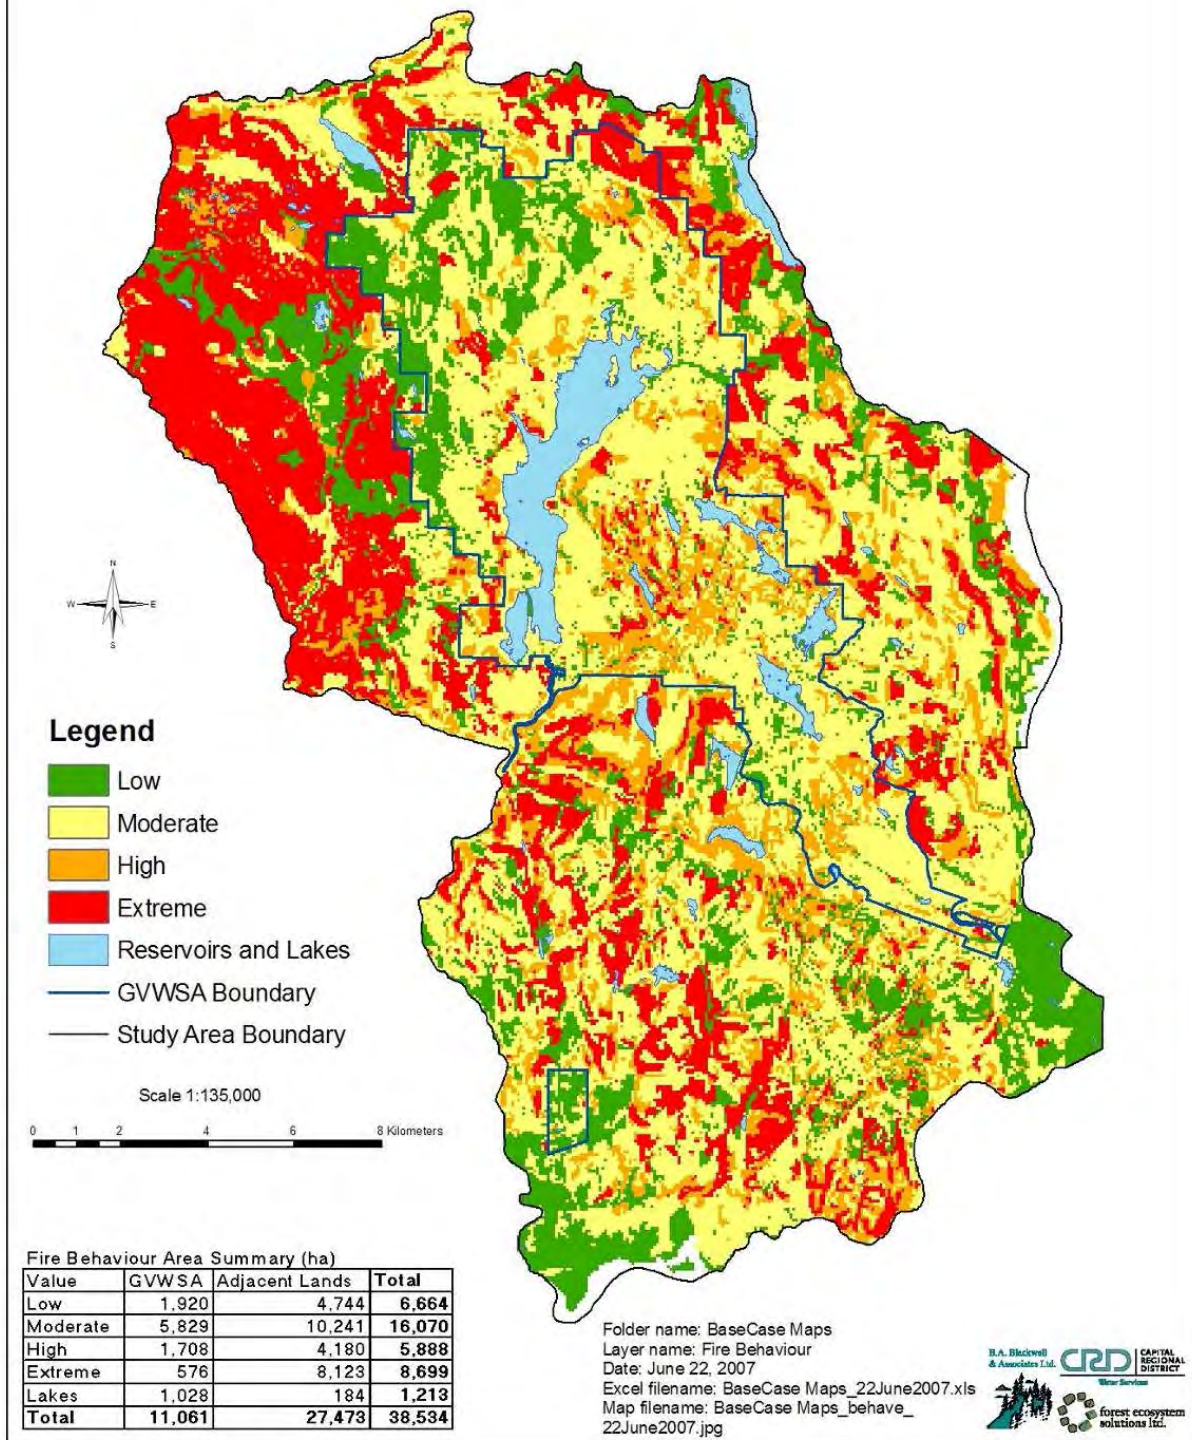 N
W E
S
Legend
Low
Moderate
High
Extreme
Reservoirs and Lakes
GVWSA Boundary
Study Area Boundary
Scale 1:135,000
0 1 2 4 6 8 Kilometers
Fire Behaviour Area Summary (ha)
Value GVWSA Adjacent Lands Total
Low 1,920 4,744 6,664
Moderate 5,829 10,241 16,070
High 1,708 4,180 5,888
Extreme 576 8,123 8,699
Lakes 1,028 184 1,213
Total 11,061 27,473 38,534
Folder name: BaseCase Maps
Layer name: Fire Behaviour
Date: June 22, 2007
Excel filename: BaseCase Maps_22June2007.xls
Map filename: BaseCase Maps_behave_
22June2007.jpg
B.A. Blackwell
& Associates Ltd.
CRD
CAPITAL
REGIONAL
DISTRICT
Water Services
forest ecosystem
solutions ltd.